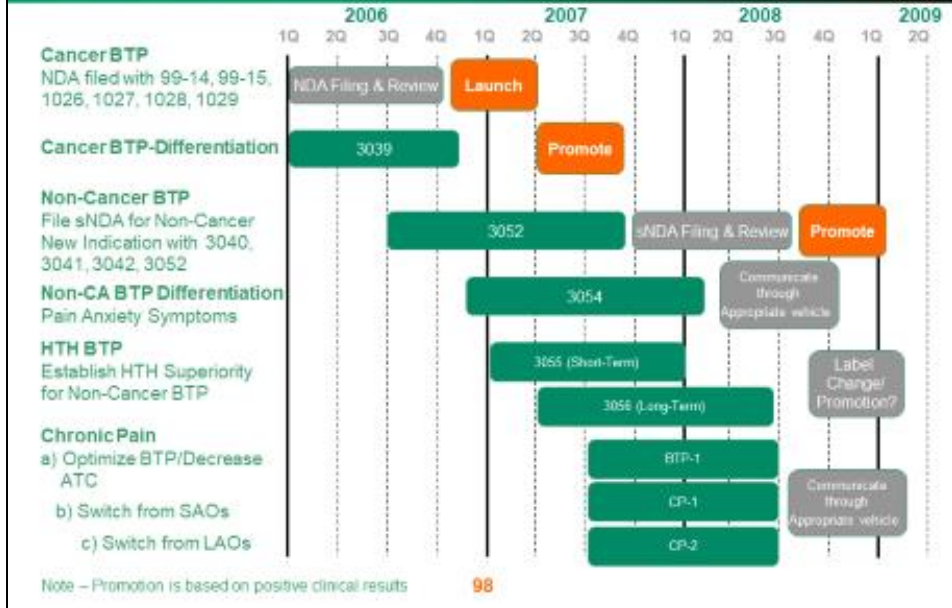 2006 2007 2008 2009
1Q 2Q 3Q 4Q 1Q 2Q 3Q 4Q 1Q 2Q 3Q 4Q 1Q 2Q
Cancer BTP
NDA filed with 99-14, 99-15,
1026, 1027, 1028, 1029
NDA Filing & Review
Launch
Cancer BTP-Differentiation
3039
Promote
Non-Cancer BTP
File sNDA for Non-Cancer
New Indication with 3040,
3041, 3042, 3052
3052
sNDA Filing & Review
Promote
Non-CA BTP Differentiation
Pain Anxiety Symptoms
3054
Communicate
through
Appropriate vehicle
HTH BTP
Establish HTH Superiority
for Non-Cancer BTP
3055 (Short-Term)
3056 (Long-Term)
Label
Change/
Promotion?
Chronic Pain
a) Optimize BTP/Decrease
ATC
b) Switch from SAOs
c) Switch from LAOs
BTP-1
CP-1
CP-2
Communicate
through
Appropriate vehicle
Note – Promotion is based on positive clinical results
98